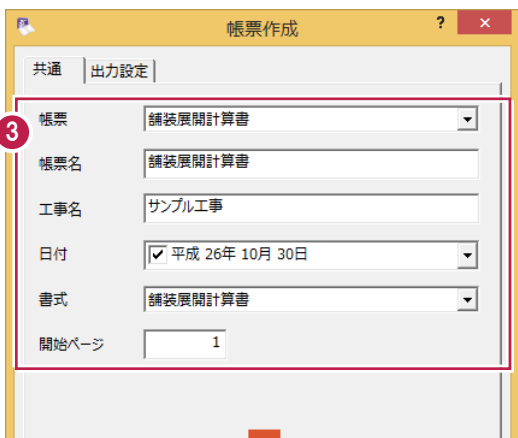 帳票作成
? ×
共通 出力設定
3
帳票 舗装展開計算書
帳票名 舗装展開計算書
工事名 サンプル工事
日付 平成 26年 10月 30日
書式 舗装展開計算書
開始ページ 1